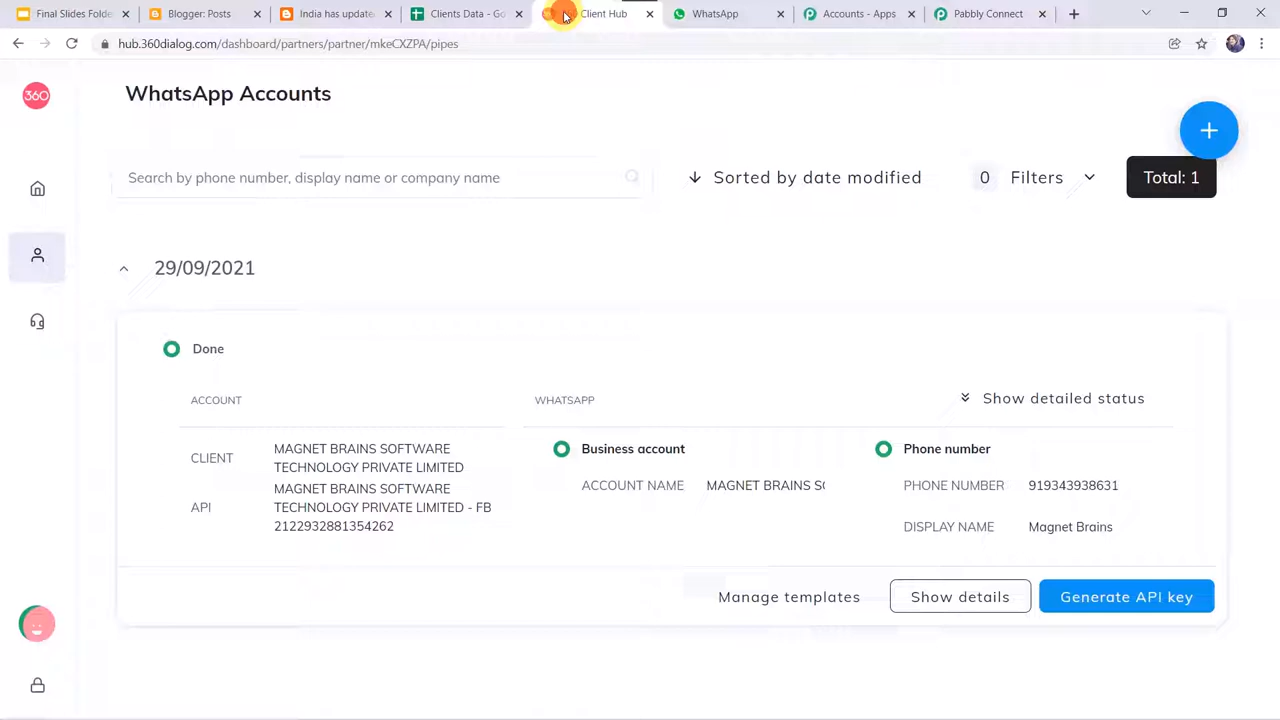 Final Slides Folde
Blogger: Posts
India has update
Clients Data - Go
Client Hub
WhatsApp
Accounts - Apps
Pabbly Connect
hub.360dialog.com/dashboard/partners/partner/mkeCXZPA/pipes
360
WhatsApp Accounts
Search by phone number, display name or company name
Sorted by date modified
0 Filters
Total: 1
29/09/2021
Done
ACCOUNT
WHATSAPP
Show detailed status
CLIENT
MAGNET BRAINS SOFTWARE
TECHNOLOGY PRIVATE LIMITED
API
MAGNET BRAINS SOFTWARE
TECHNOLOGY PRIVATE LIMITED - FB
2122932881354262
Business account
ACCOUNT NAME MAGNET BRAINS SO
Phone number
PHONE NUMBER 919343938631
DISPLAY NAME Magnet Brains
Manage templates
Show details
Generate API key